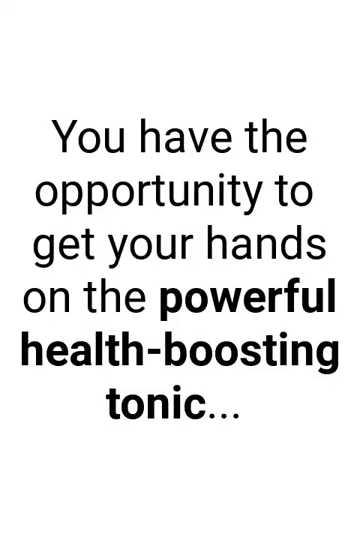 You have the
opportunity to
get your hands
on the powerful
health-boosting
tonic...